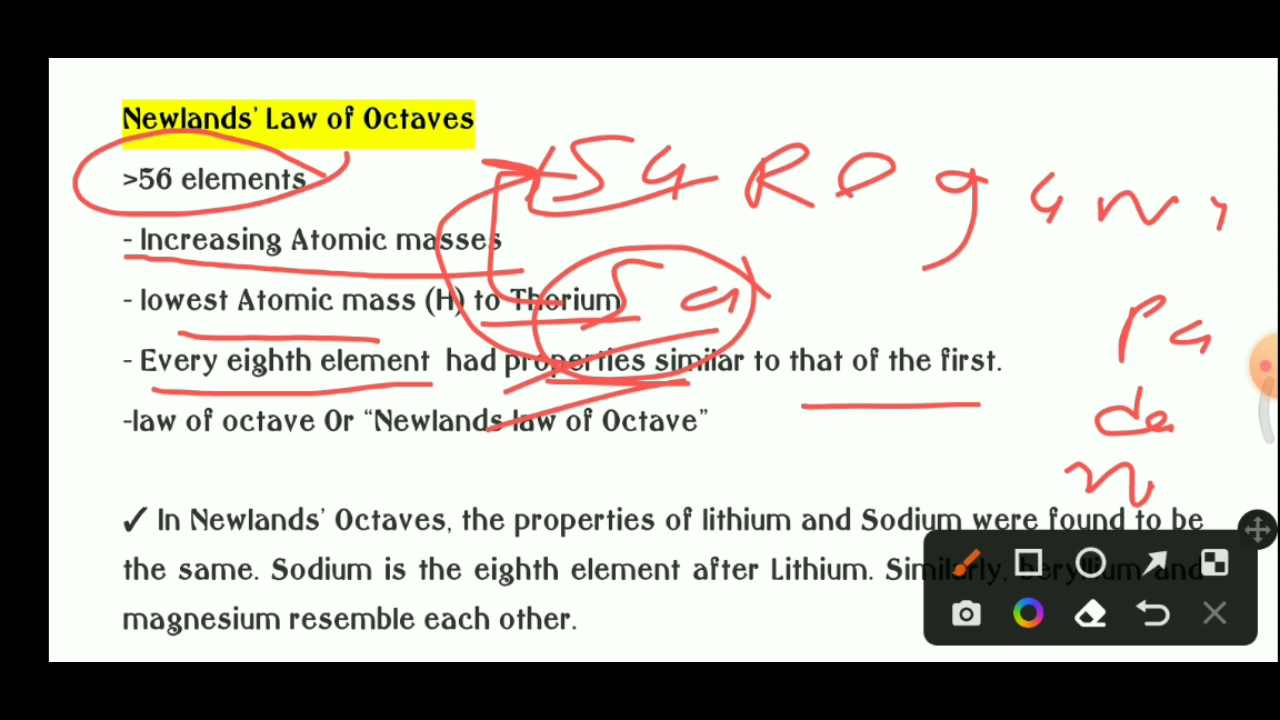 Newlands' Law of Octaves
>56 elements
- Increasing Atomic masses
- lowest Atomic mass (H) to Thorium
- Every eighth element had properties similar to that of the first.
-law of octave Or “Newlands law of Octave”
✓ In Newlands' Octaves, the properties of lithium and Sodium were found to be
the same. Sodium is the eighth element after Lithium. Similarly, beryllium and
magnesium resemble each other.